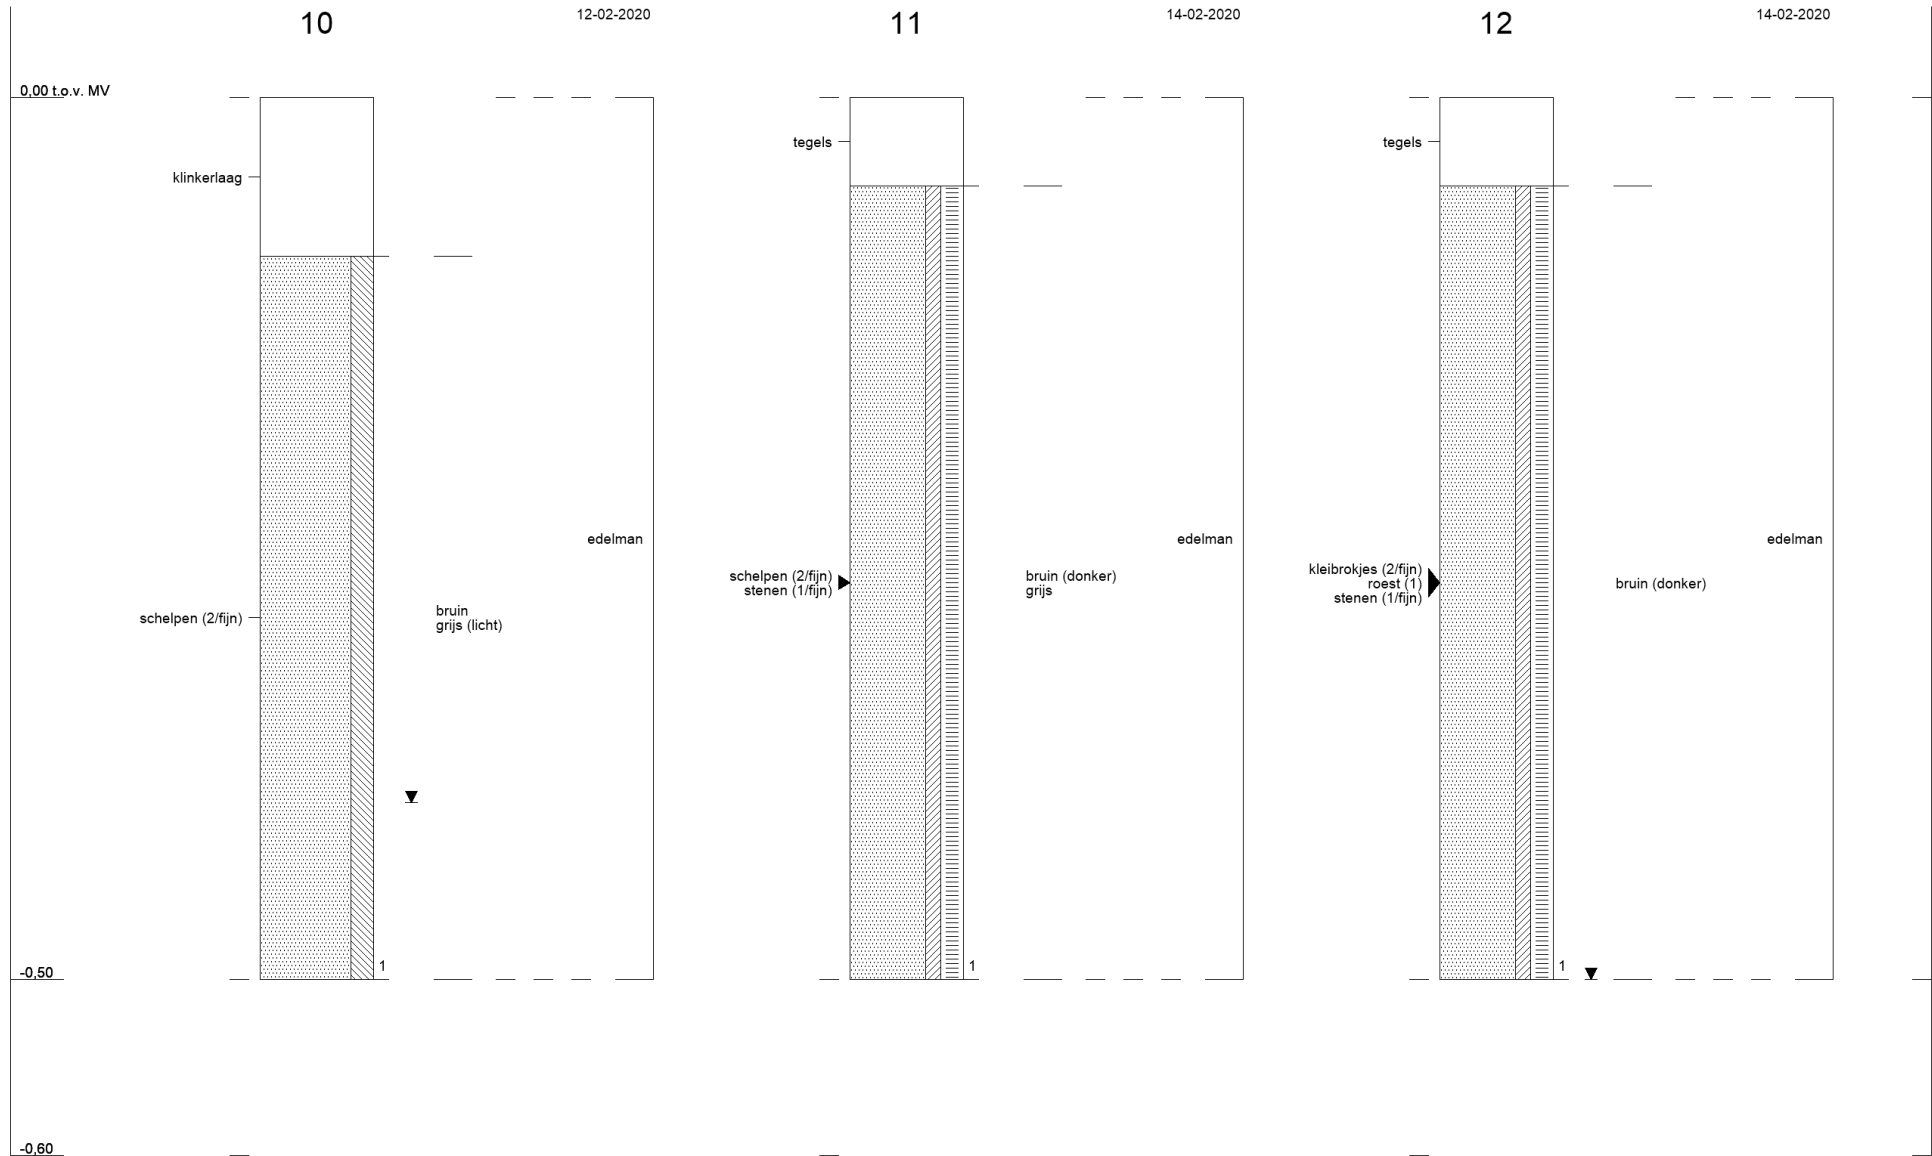 10
12-02-2020
11
14-02-2020
12
14-02-2020
0,00 t.o.v. MV
klinkerlaag
schelpen (2/fijn)
bruin
grijs (licht)
edelman
1
tegels
schelpen (2/fijn)
stenen (1/fijn)
bruin (donker)
grijs
edelman
1
tegels
kleibrokjes (2/fijn)
roest (1)
stenen (1/fijn)
bruin (donker)
edelman
1
-0,50
-0,60